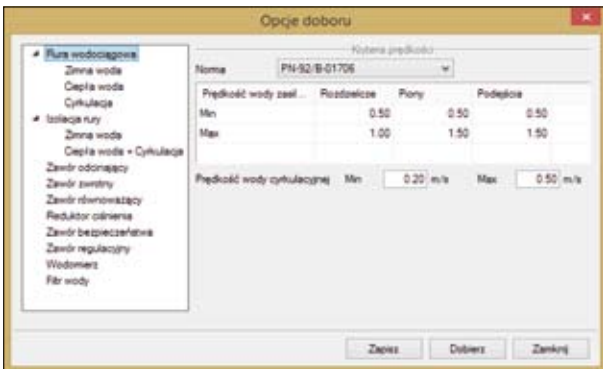 Opcje doboru
Rura wodociągowa
Zimna woda
Ciepła woda
Cyrkulacja
Izolacja rury
Zimna woda
Ciepła woda + Cyrkulacja
Zawór odcinający
Zawór zwrotny
Zawór równoważący
Reduktor ciśnienia
Zawór bezpieczeństwa
Zawór regulacyjny
Wodomierz
Filtr wody
Kryteria prędkości
Norma PN-92/B-01706
Prędkość wody zasil... Rozdzielcze Piony Podejścia
Min 0.50 0.50 0.50
Max 1.00 1.50 1.50
Prędkość wody cyrkulacyjnej Min 0.20 m/s Max 0.50 m/s
Zapisz Dobierz Zamknij